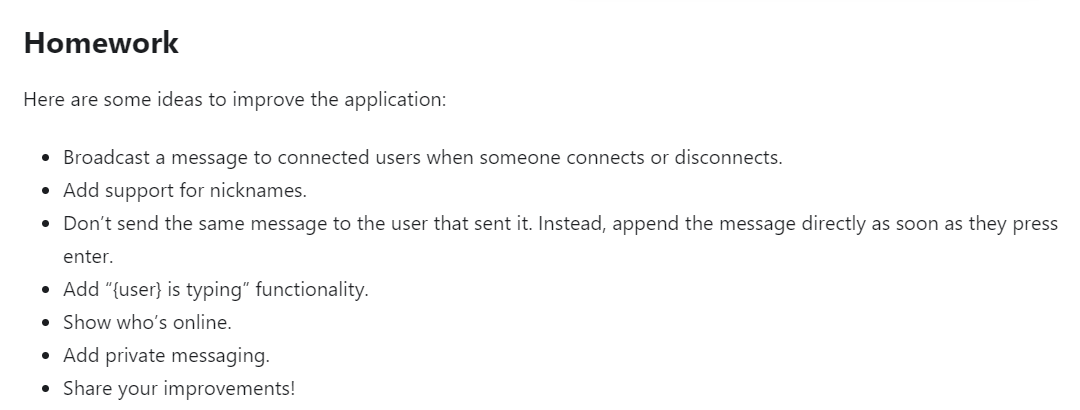 Homework
Here are some ideas to improve the application:
• Broadcast a message to connected users when someone connects or disconnects.
• Add support for nicknames.
• Don’t send the same message to the user that sent it. Instead, append the message directly as soon as they press
enter.
• Add “{user} is typing” functionality.
• Show who’s online.
• Add private messaging.
• Share your improvements!